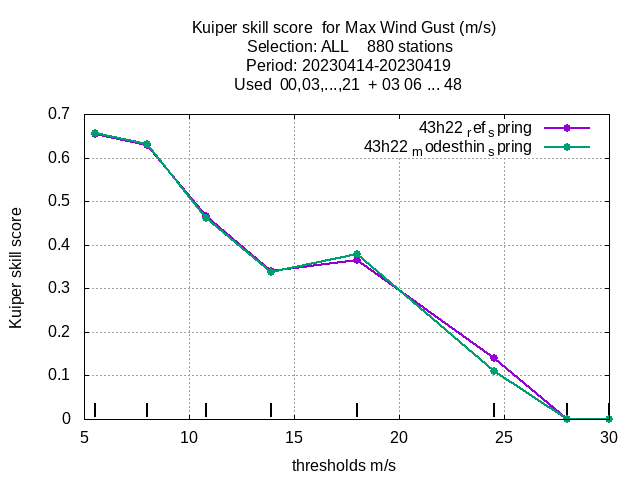 Kuiper skill score  for Max Wind Gust (m/s)
Selection: ALL    880 stations
Period: 20230414-20230419
Used  00,03,...,21  + 03 06 ... 48
43h22 ref spring
43h22 modesthin spring
0.7
0.6
0.5
0.4
0.3
0.2
0.1
0
Kuiper skill score
5 10 15 20 25 30
thresholds m/s